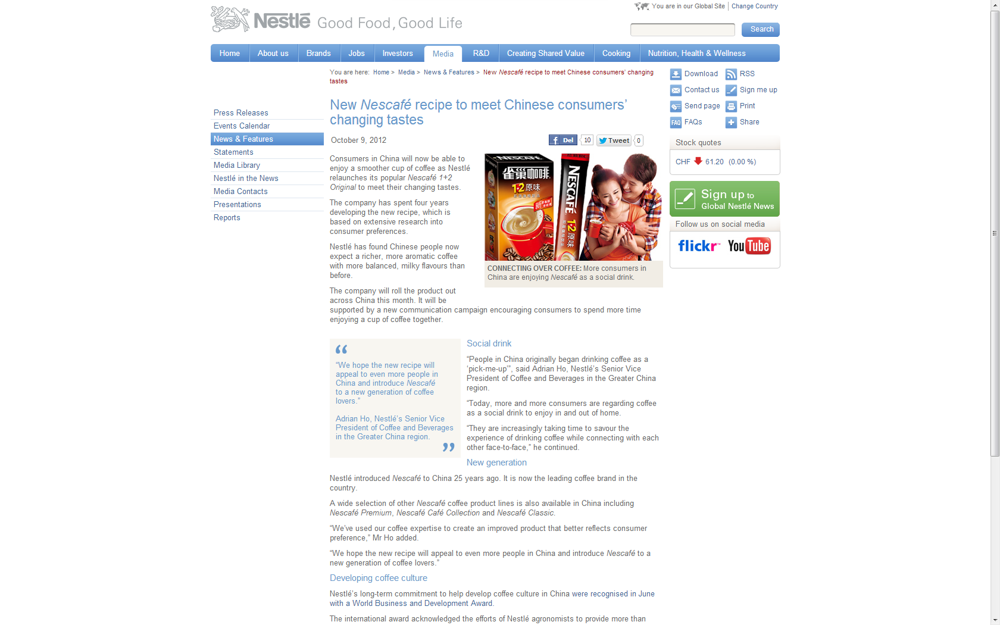 You are in our Global Site
Change Country
Nestlé Good Food, Good Life
Search
Home
About us
Brands
Jobs
Investors
Media
R&D
Creating Shared Value
Cooking
Nutrition, Health & Wellness
You are here: Home > Media > News & Features > New Nescafé recipe to meet Chinese consumers' changing
tastes
Press Releases
Events Calendar
News & Features
Statements
Media Library
Nestlé in the News
Media Contacts
Presentations
Reports
New Nescafé recipe to meet Chinese consumers'
changing tastes
October 9, 2012
Del
10
Tweet
0
Consumers in China will now be able to
enjoy a smoother cup of coffee as Nestlé
relaunches its popular Nescafé 1+2
Original to meet their changing tastes.
The company has spent four years
developing the new recipe, which is
based on extensive research into
consumer preferences.
Nestlé has found Chinese people now
expect a richer, more aromatic coffee
with more balanced, milky flavours than
before.
The company will roll the product out
across China this month. It will be
supported by a new communication campaign encouraging consumers to spend more time
enjoying a cup of coffee together.
NESCAFÉ
雀巢咖啡
1+2 原味
NESCAFÉ
1+2
原味
CONNECTING OVER COFFEE: More consumers in
China are enjoying Nescafé as a social drink.
“
“We hope the new recipe will
appeal to even more people in
China and introduce Nescafé
to a new generation of coffee
lovers.”
Adrian Ho, Nestlé’s Senior Vice
President of Coffee and Beverages
in the Greater China region.
”
Social drink
“People in China originally began drinking coffee as a
‘pick-me-up’”, said Adrian Ho, Nestlé’s Senior Vice
President of Coffee and Beverages in the Greater China
region.
“Today, more and more consumers are regarding coffee
as a social drink to enjoy in and out of home.
“They are increasingly taking time to savour the
experience of drinking coffee while connecting with each
other face-to-face,” he continued.
New generation
Nestlé introduced Nescafé to China 25 years ago. It is now the leading coffee brand in the
country.
A wide selection of other Nescafé coffee product lines is also available in China including
Nescafé Premium, Nescafé Café Collection and Nescafé Classic.
“We’ve used our coffee expertise to create an improved product that better reflects consumer
preference,” Mr Ho added.
“We hope the new recipe will appeal to even more people in China and introduce Nescafé to a
new generation of coffee lovers.”
Developing coffee culture
Nestlé’s long-term commitment to help develop coffee culture in China were recognised in June
with a World Business and Development Award.
The international award acknowledged the efforts of Nestlé agronomists to provide more than
Download
RSS
Contact us
Sign me up
Send page
Print
FAQ FAQs
Share
Stock quotes
CHF 61.20 (0.00 %)
Sign up to
Global Nestlé News
Follow us on social media
flickr
YouTube